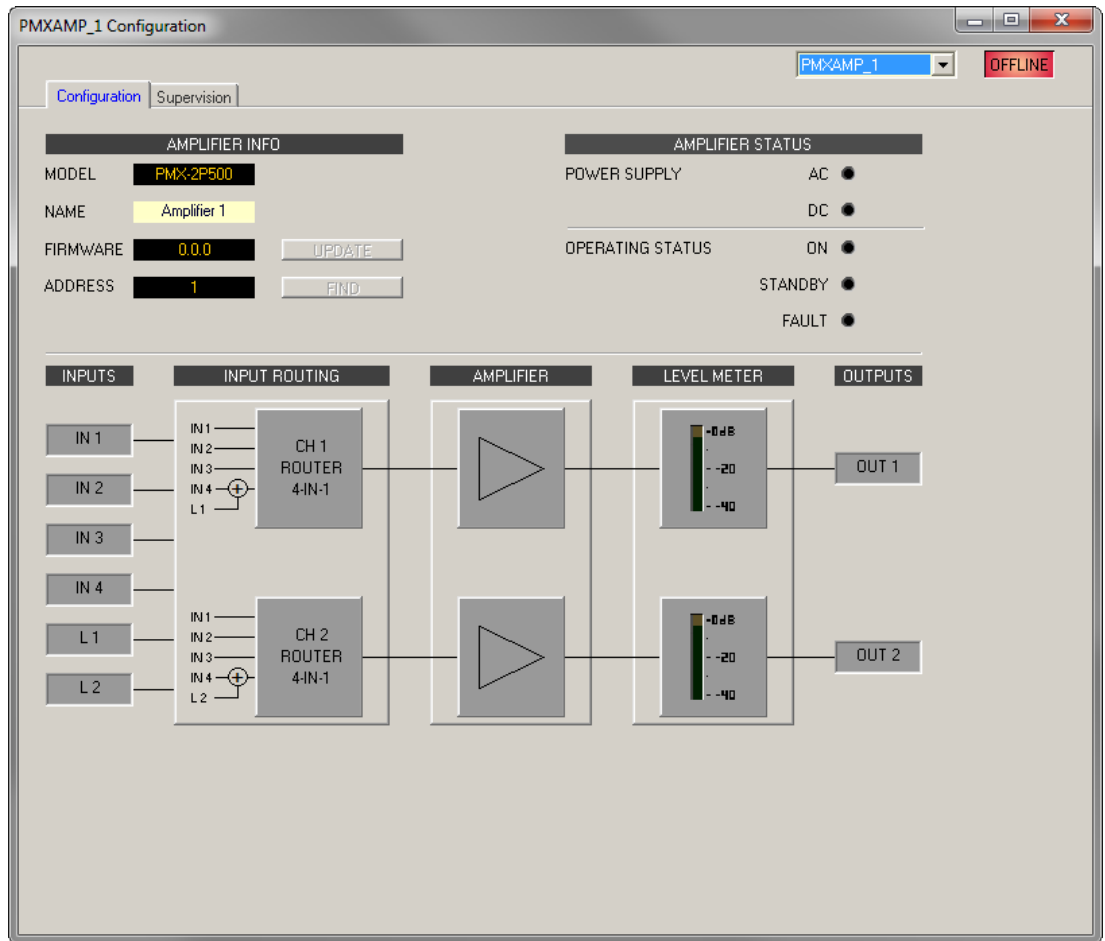 PMXAMP_1 Configuration
PMXAMP_1
OFFLINE
Configuration
Supervision
AMPLIFIER INFO
MODEL PMX-2P500
NAME Amplifier 1
FIRMWARE 0.0.0 UPDATE
ADDRESS 1 FIND
AMPLIFIER STATUS
POWER SUPPLY AC
DC
OPERATING STATUS ON
STANDBY
FAULT
INPUTS
INPUT ROUTING
AMPLIFIER
LEVEL METER
OUTPUTS
IN 1
IN 2
IN 3
IN 4
L 1
L 2
IN 1
IN 2
IN 3
IN 4
L 1
CH 1
ROUTER
4-IN-1
-0dB
-
--20
-
--40
OUT 1
IN 1
IN 2
IN 3
IN 4
L 2
CH 2
ROUTER
4-IN-1
-0dB
-
--20
-
--40
OUT 2